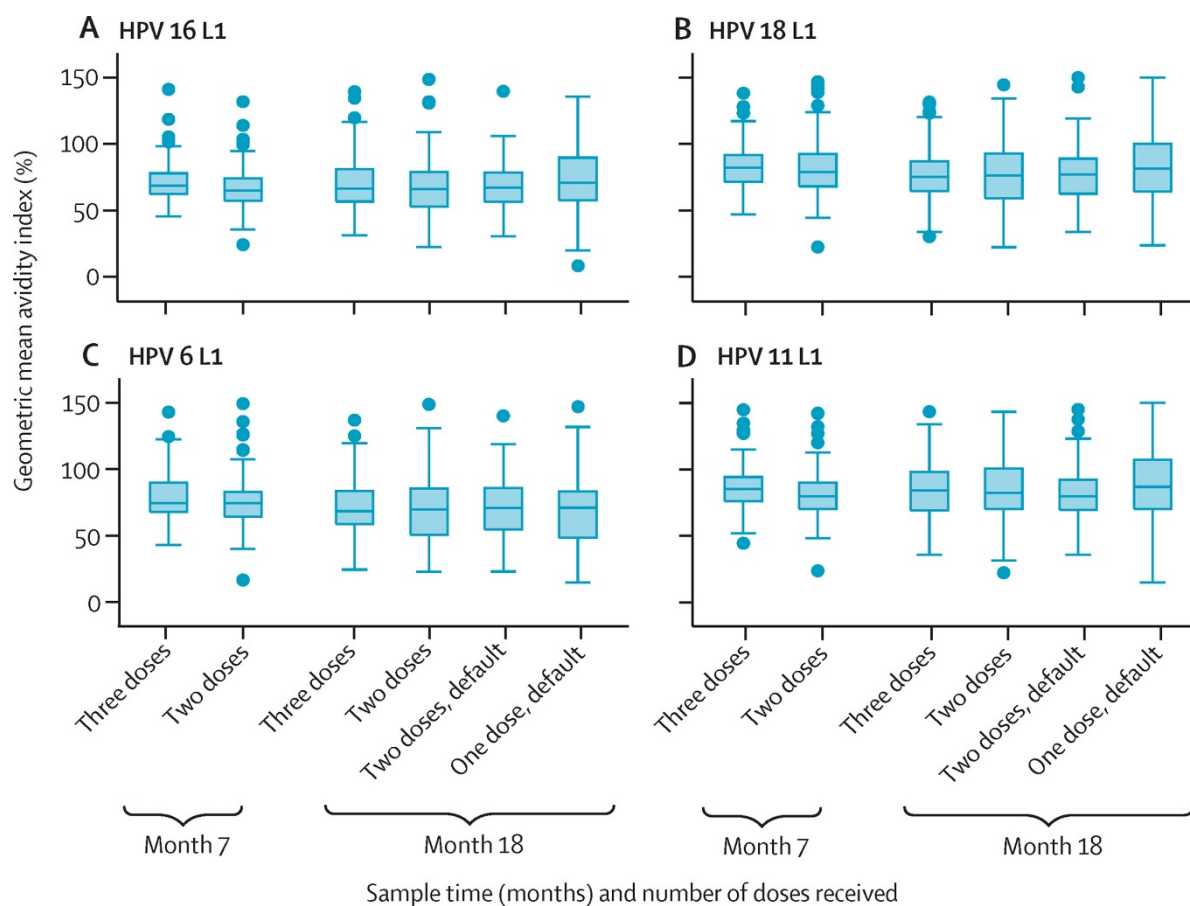 A HPV 16 L1
B HPV 18 L1
Geometric mean avidity index (%)
150
100
50
0
C HPV 6 L1
D HPV 11 L1
150
100
50
0
Three doses
Two doses
Three doses
Two doses
Two doses, default
One dose, default
Three doses
Two doses
Three doses
Two doses
Two doses, default
One dose, default
Month 7
Month 18
Month 7
Month 18
Sample time (months) and number of doses received